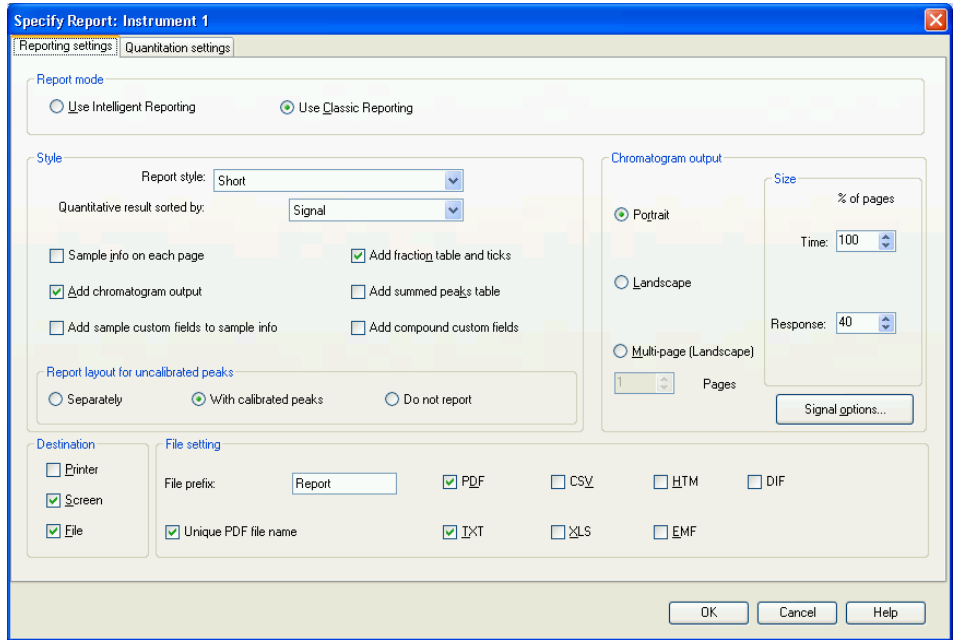 Specify Report: Instrument 1
Reporting settings Quantitation settings
Report mode
Use Intelligent Reporting Use Classic Reporting
Style
Report style: Short
Quantitative result sorted by: Signal
Sample info on each page Add fraction table and ticks
Add chromatogram output Add summed peaks table
Add sample custom fields to sample info Add compound custom fields
Report layout for uncalibrated peaks
Separately With calibrated peaks Do not report
Chromatogram output
Size
% of pages
Portrait
Time: 100
Landscape
Response: 40
Multi-page (Landscape)
1 Pages
Signal options...
Destination
Printer
Screen
File
File setting
File prefix: Report PDF CSV HTM DIF
Unique PDF file name TXT XLS EMF
OK Cancel Help